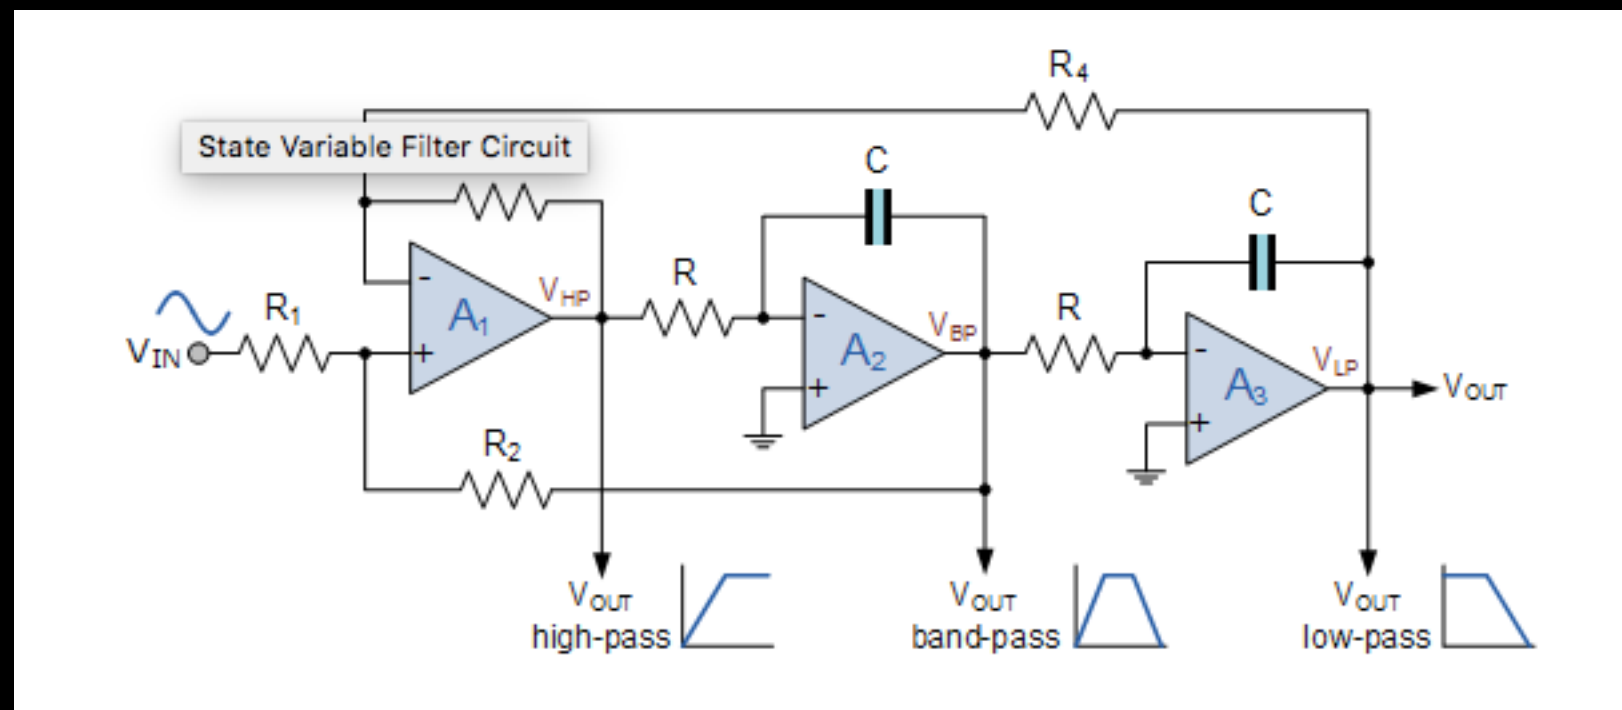 R4
State Variable Filter Circuit
C
C
-
VHP
R
R1
A1
-
VBP
R
VIN
+
A2
-
VLP
+
A3
VOUT
+
R2
VOUT
high-pass
VOUT
band-pass
VOUT
low-pass